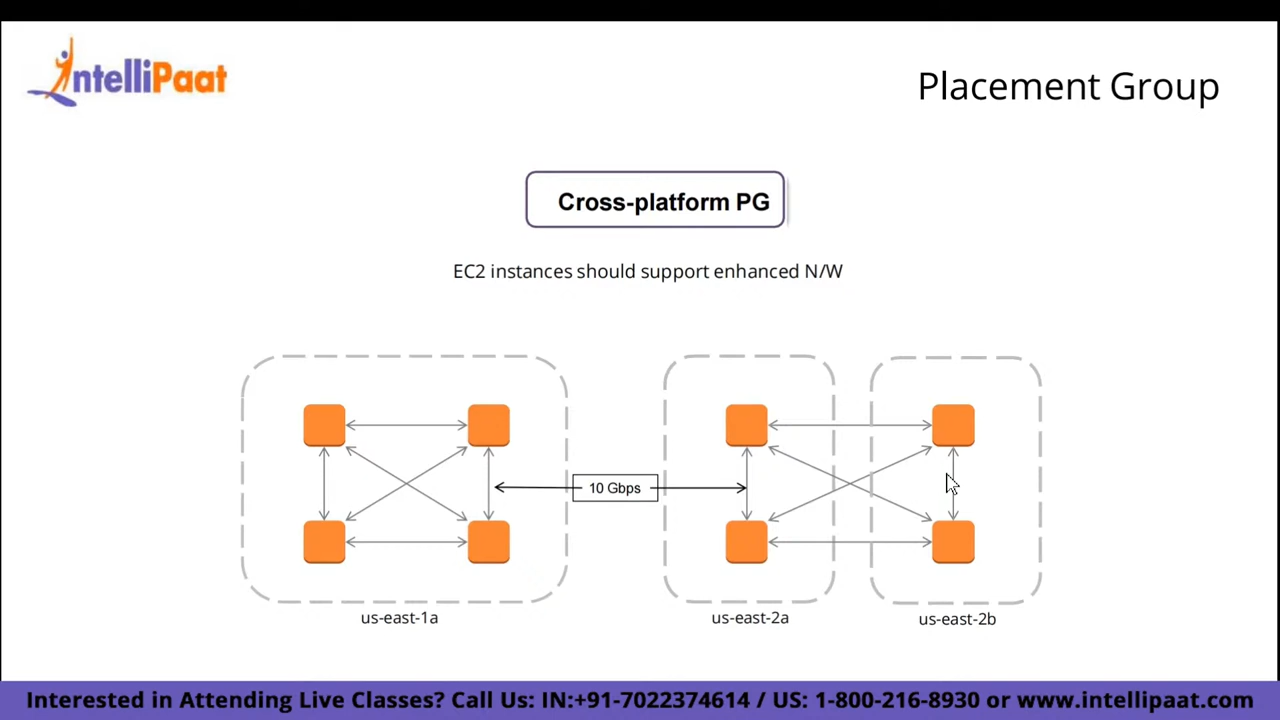 IntelliPaat
Placement Group
Cross-platform PG
EC2 instances should support enhanced N/W
10 Gbps
us-east-1a
us-east-2a
us-east-2b
Interested in Attending Live Classes? Call Us: IN:+91-7022374614 / US: 1-800-216-8930 or www.intellipaat.com